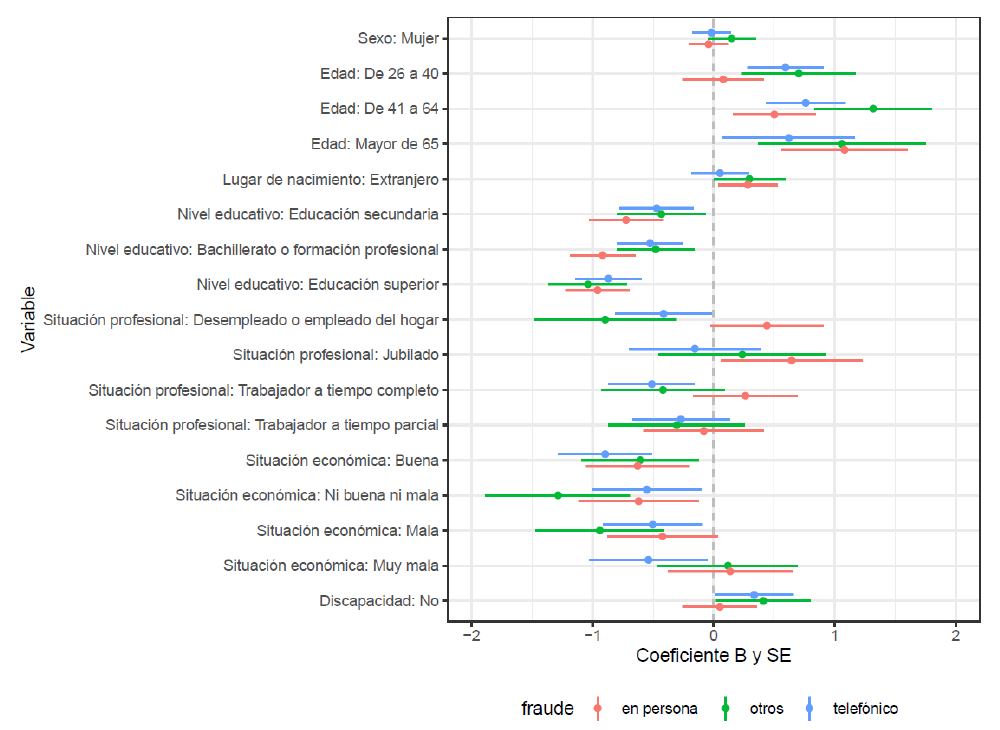 Sexo: Mujer
Edad: De 26 a 40
Edad: De 41 a 64
Edad: Mayor de 65
Lugar de nacimiento: Extranjero
Nivel educativo: Educación secundaria
Nivel educativo: Bachillerato o formación profesional
Nivel educativo: Educación superior
Situación profesional: Desempleado o empleado del hogar
Situación profesional: Jubilado
Situación profesional: Trabajador a tiempo completo
Situación profesional: Trabajador a tiempo parcial
Situación económica: Buena
Situación económica: Ni buena ni mala
Situación económica: Mala
Situación económica: Muy mala
Discapacidad: No
Variable
−2 −1 0 1 2
Coeficiente B y SE
fraude en persona otros telefónico